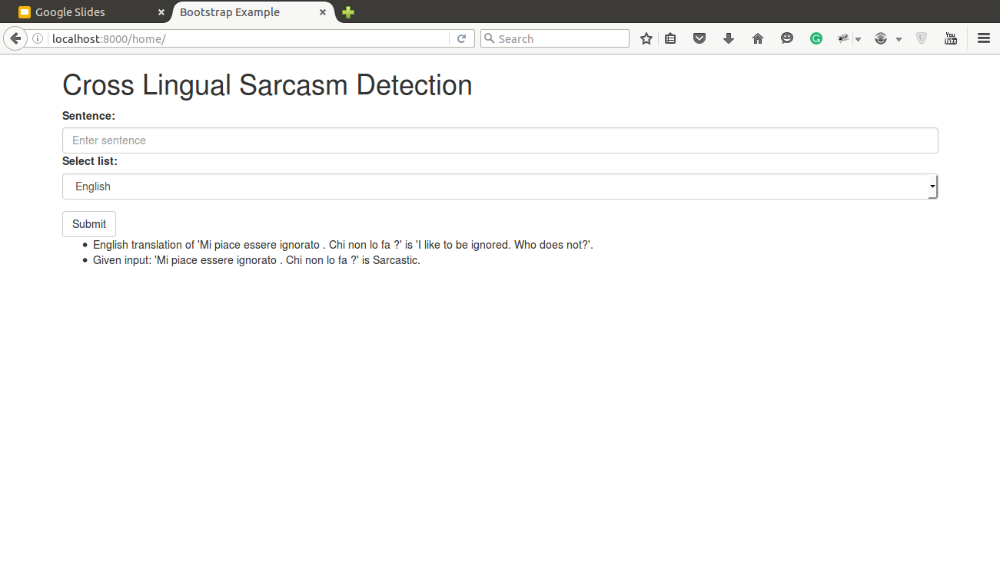 Google Slides
Bootstrap Example
localhost:8000/home/
Search
You Tube
Cross Lingual Sarcasm Detection
Sentence:
Enter sentence
Select list:
English
Submit
English translation of 'Mi piace essere ignorato . Chi non lo fa ?' is 'I like to be ignored. Who does not?'.
Given input: 'Mi piace essere ignorato . Chi non lo fa ?' is Sarcastic.